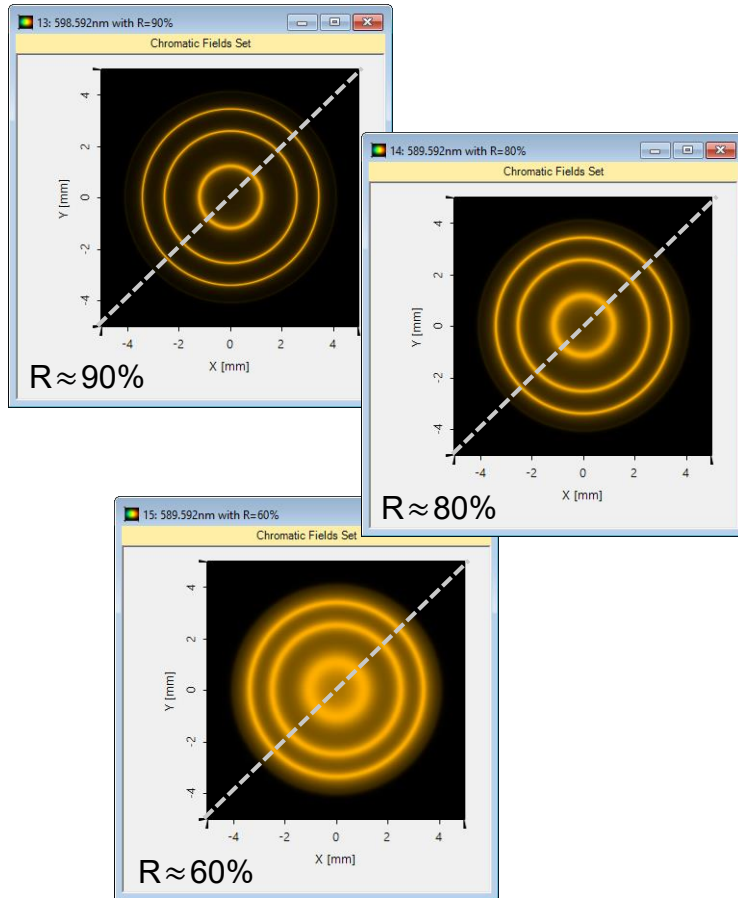 13: 598.592nm with R=90%
Chromatic Fields Set
Y [mm]
4
2
0
-2
-4
-4 -2 0 2 4
X [mm]
R≈90%
14: 589.592nm with R=80%
Chromatic Fields Set
Y [mm]
4
2
0
-2
-4
-4 -2 0 2 4
X [mm]
R≈80%
15: 589.592nm with R=60%
Chromatic Fields Set
Y [mm]
4
2
0
-2
-4
-4 -2 0 2 4
X [mm]
R≈60%